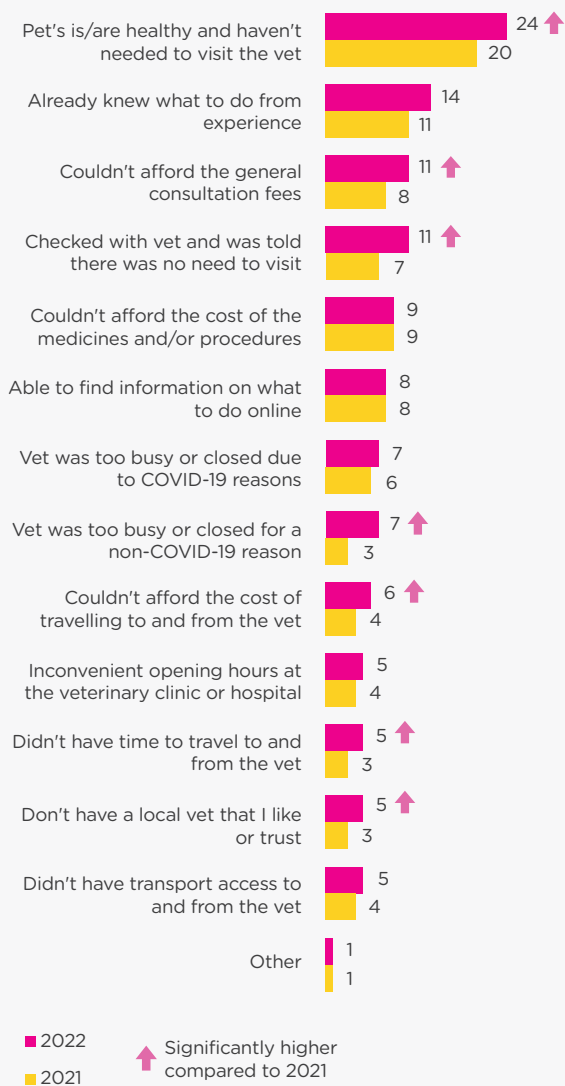 Pet's is/are healthy and haven't
needed to visit the vet
24
20
Already knew what to do from
experience
14
11
Couldn't afford the general
consultation fees
11
8
Checked with vet and was told
there was no need to visit
11
7
Couldn't afford the cost of the
medicines and/or procedures
9
9
Able to find information on what
to do online
8
8
Vet was too busy or closed due
to COVID-19 reasons
7
6
Vet was too busy or closed for a
non-COVID-19 reason
7
3
Couldn't afford the cost of
travelling to and from the vet
6
4
Inconvenient opening hours at
the veterinary clinic or hospital
5
4
Didn't have time to travel to and
from the vet
5
3
Don't have a local vet that I like
or trust
5
3
Didn't have transport access to
and from the vet
5
4
Other
1
1
2022
2021
Significantly higher
compared to 2021